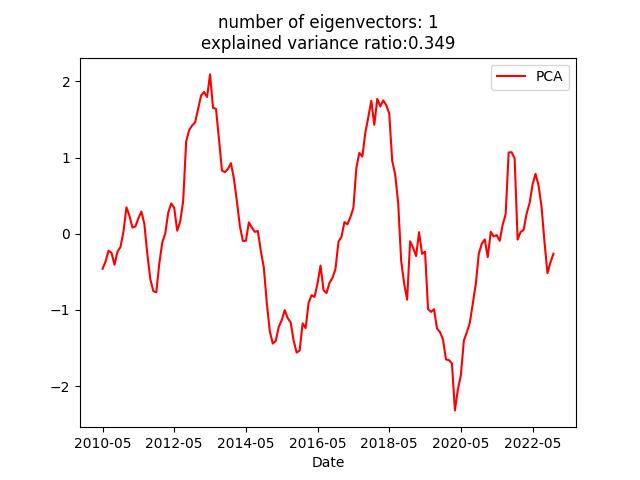 number of eigenvectors: 1
explained variance ratio:0.349
PCA
2
1
0
−1
−2
2010-05 2012-05 2014-05 2016-05 2018-05 2020-05 2022-05
Date